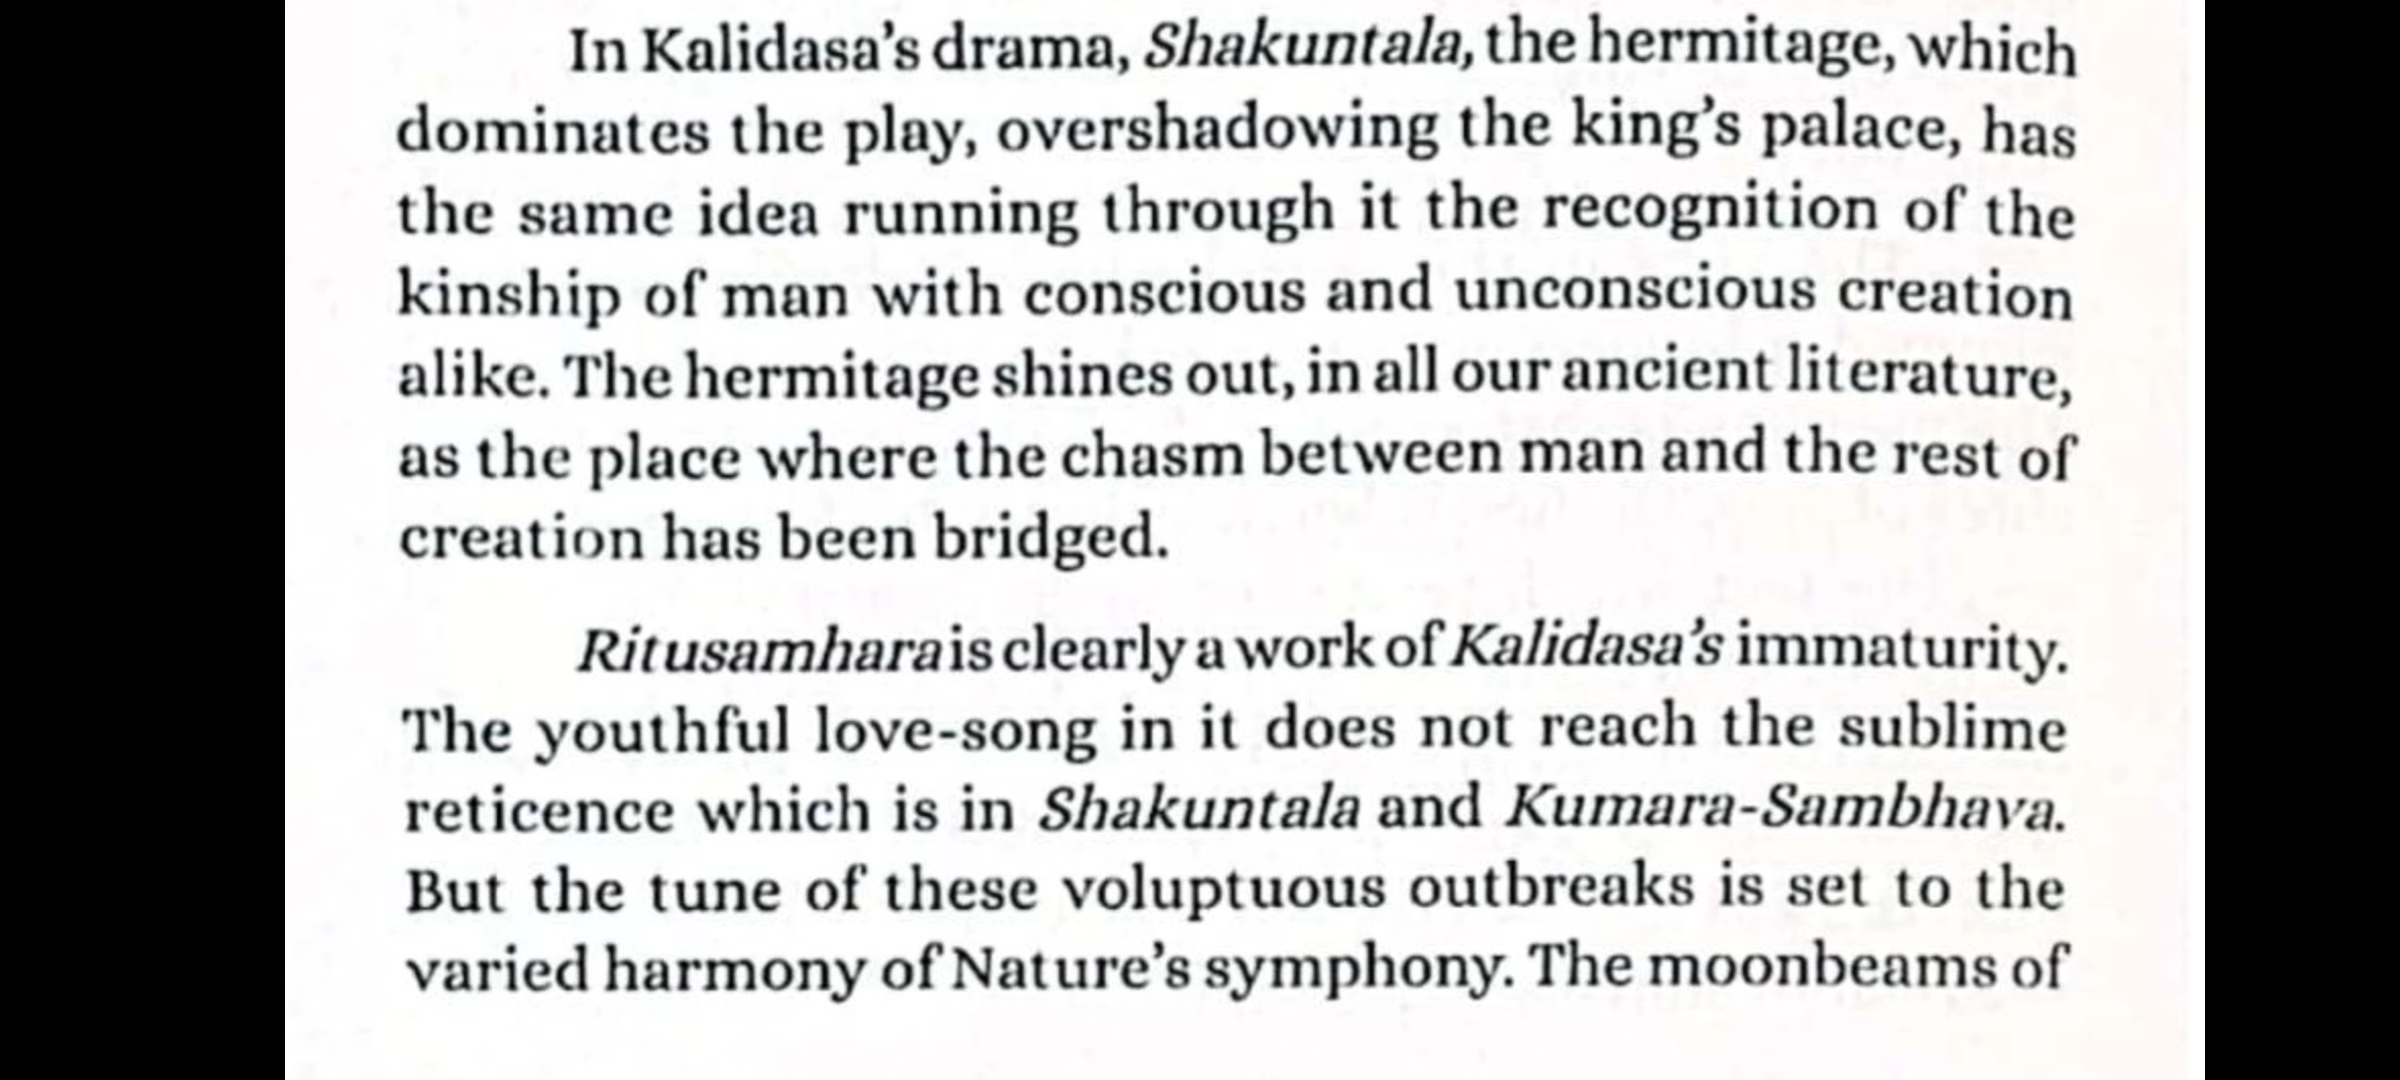 In Kalidasa’s drama, Shakuntala, the hermitage, which
dominates the play, overshadowing the king’s palace, has
the same idea running through it the recognition of the
kinship of man with conscious and unconscious creation
alike. The hermitage shines out, in all our ancient literature,
as the place where the chasm between man and the rest of
creation has been bridged.
Ritusamhara is clearly a work of Kalidasa’s immaturity.
The youthful love-song in it does not reach the sublime
reticence which is in Shakuntala and Kumara-Sambhava.
But the tune of these voluptuous outbreaks is set to the
varied harmony of Nature’s symphony. The moonbeams of